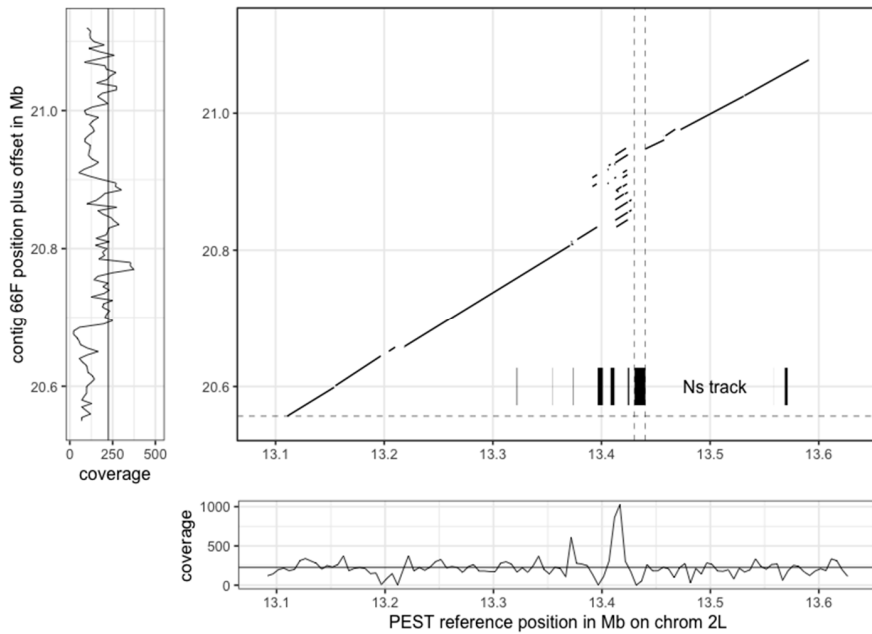 contig 66F position plus offset in Mb
21.0
20.8
20.6
0 250 500
coverage
21.0
20.8
20.6
Ns track
13.1 13.2 13.3 13.4 13.5 13.6
coverage
1000
500
0
13.1 13.2 13.3 13.4 13.5 13.6
PEST reference position in Mb on chrom 2L